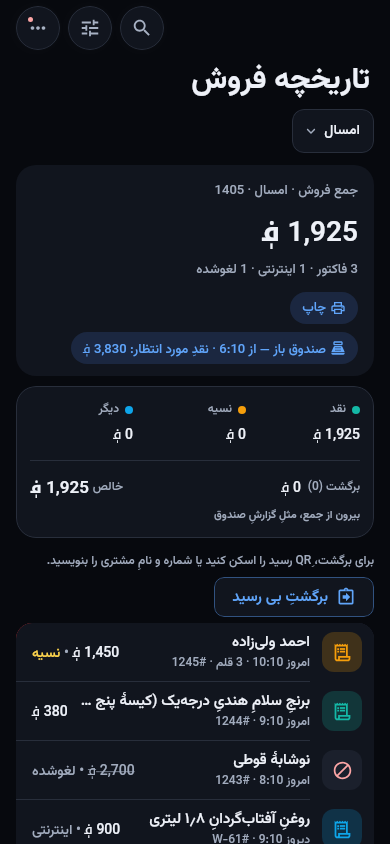 تاریخچه فروش
امسال
جمع فروش · امسال · 1405
1,925 ؋
3 فاکتور · 1 اینترنتی · 1 لغوشده
چاپ
صندوق باز — از 6:10 · نقدِ مورد انتظار: 3,830 ؋
نقد
نسیه
دیگر
1,925 ؋
0 ؋
0 ؋
برگشت (0) 0 ؋
خالص 1,925 ؋
بیرون از جمع، مثلِ گزارشِ صندوق
برای برگشت، QR رسید را اسکن کنید یا شماره و نامِ مشتری را بنویسید.
برگشتِ بی رسید
احمد ولی‌زاده
1,450 ؋ • نسیه
امروز 10:10 · 3 قلم · #1245
برنجِ سلامِ هندیِ درجه‌یک (کیسهٔ پنج ...
380 ؋
امروز 9:10 · #1244
نوشابهٔ قوطی
2,700 ؋ • لغوشده
امروز 8:10 · #1243
روغنِ آفتاب‌گردانِ ۱٫۸ لیتری
900 ؋ • اینترنتی
دیروز 9:10 · #W-61